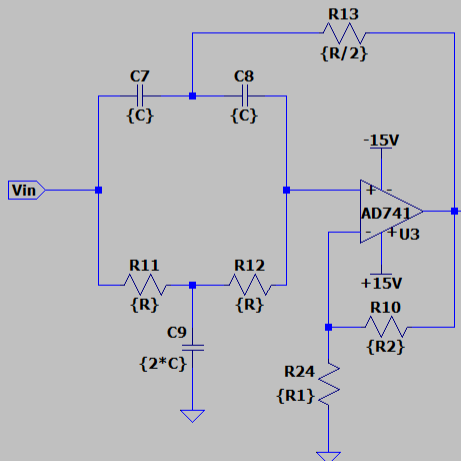 R13
{R/2}
C7
{C}
C8
{C}
-15V
Vin
+ -
AD741
- +
U3
+15V
R11
{R}
R12
{R}
R10
{R2}
C9
{2*C}
R24
{R1}